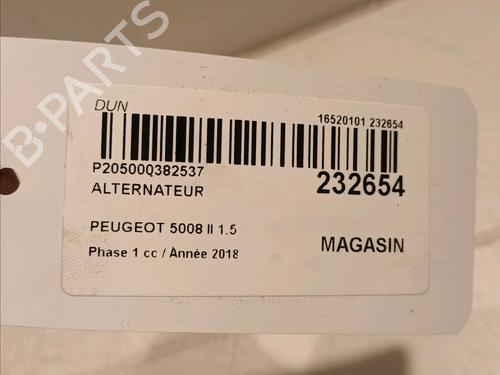 B-PARTS
DUN
16520101 232654
P20500Q382537
ALTERNATEUR
232654
PEUGEOT 5008 II 1.5
MAGASIN
Phase 1 cc / Année 2018